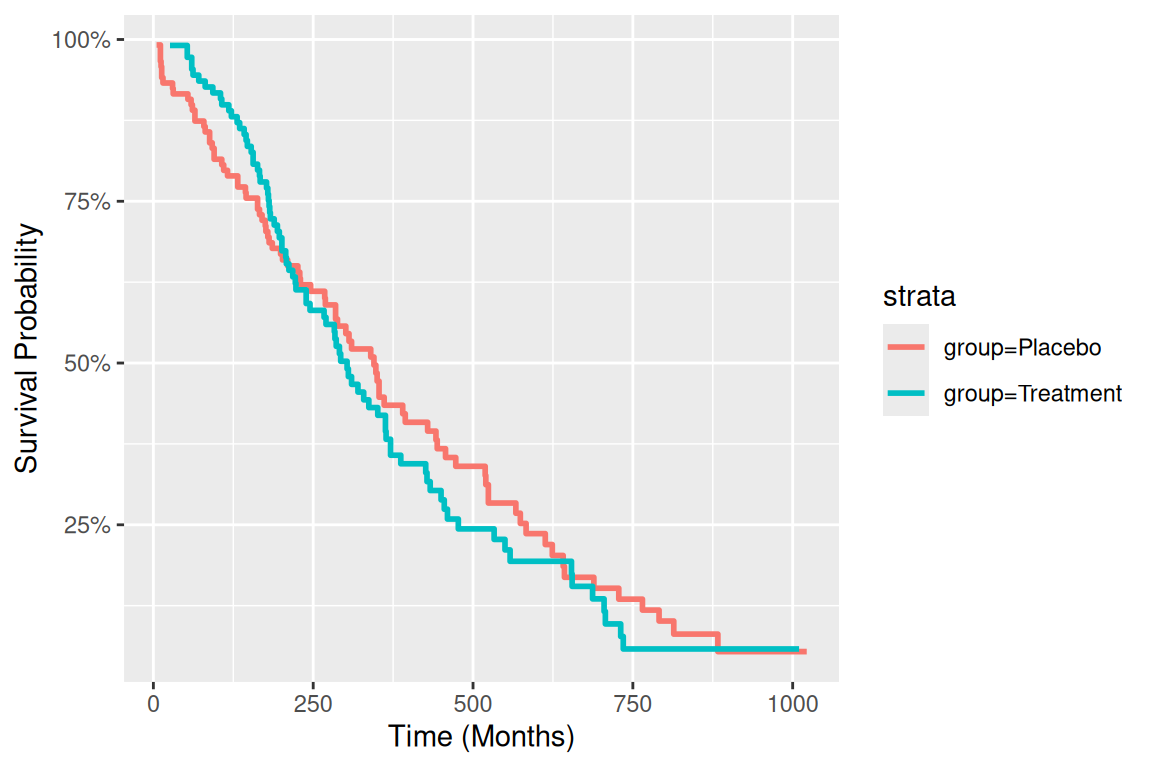 100%
75%
50%
25%
Survival Probability
0 250 500 750 1000
Time (Months)
strata
group=Placebo
group=Treatment